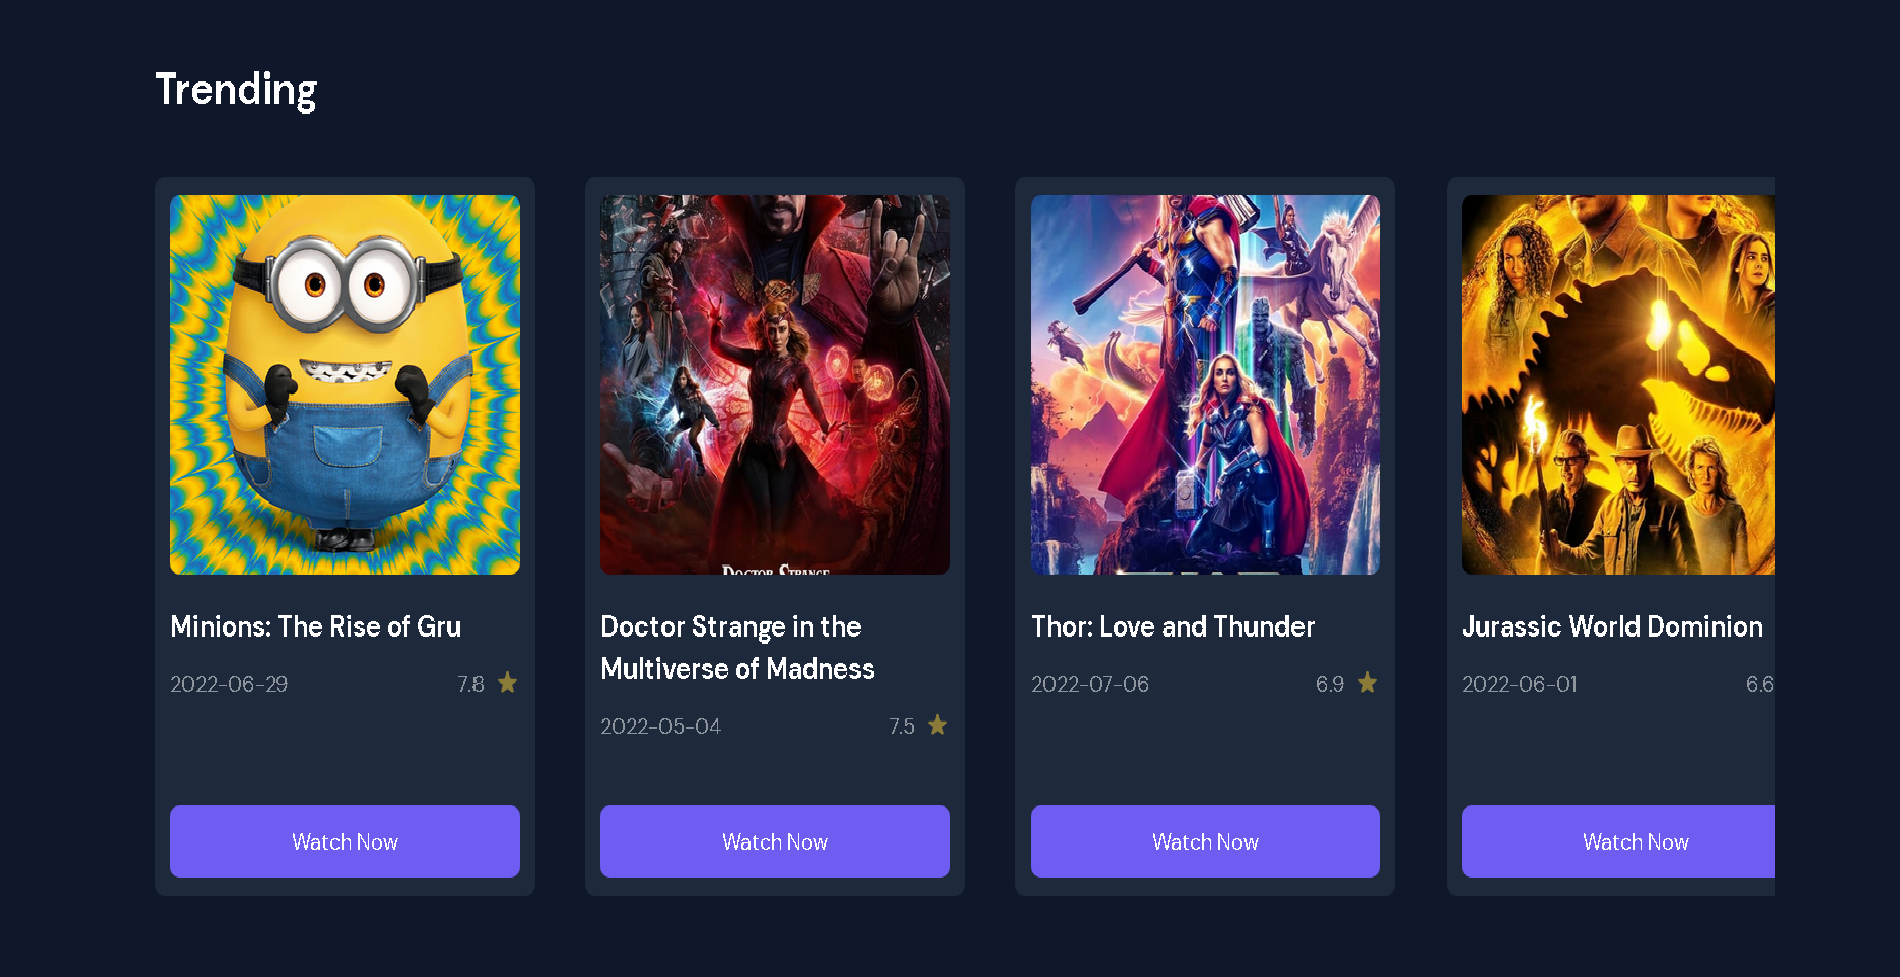 Trending
DOCTOR STRANGE
Minions: The Rise of Gru
2022-06-29
7.8
Doctor Strange in the
Multiverse of Madness
2022-05-04
7.5
Thor: Love and Thunder
2022-07-06
6.9
Jurassic World Dominion
2022-06-01
6.6
Watch Now
Watch Now
Watch Now
Watch Now